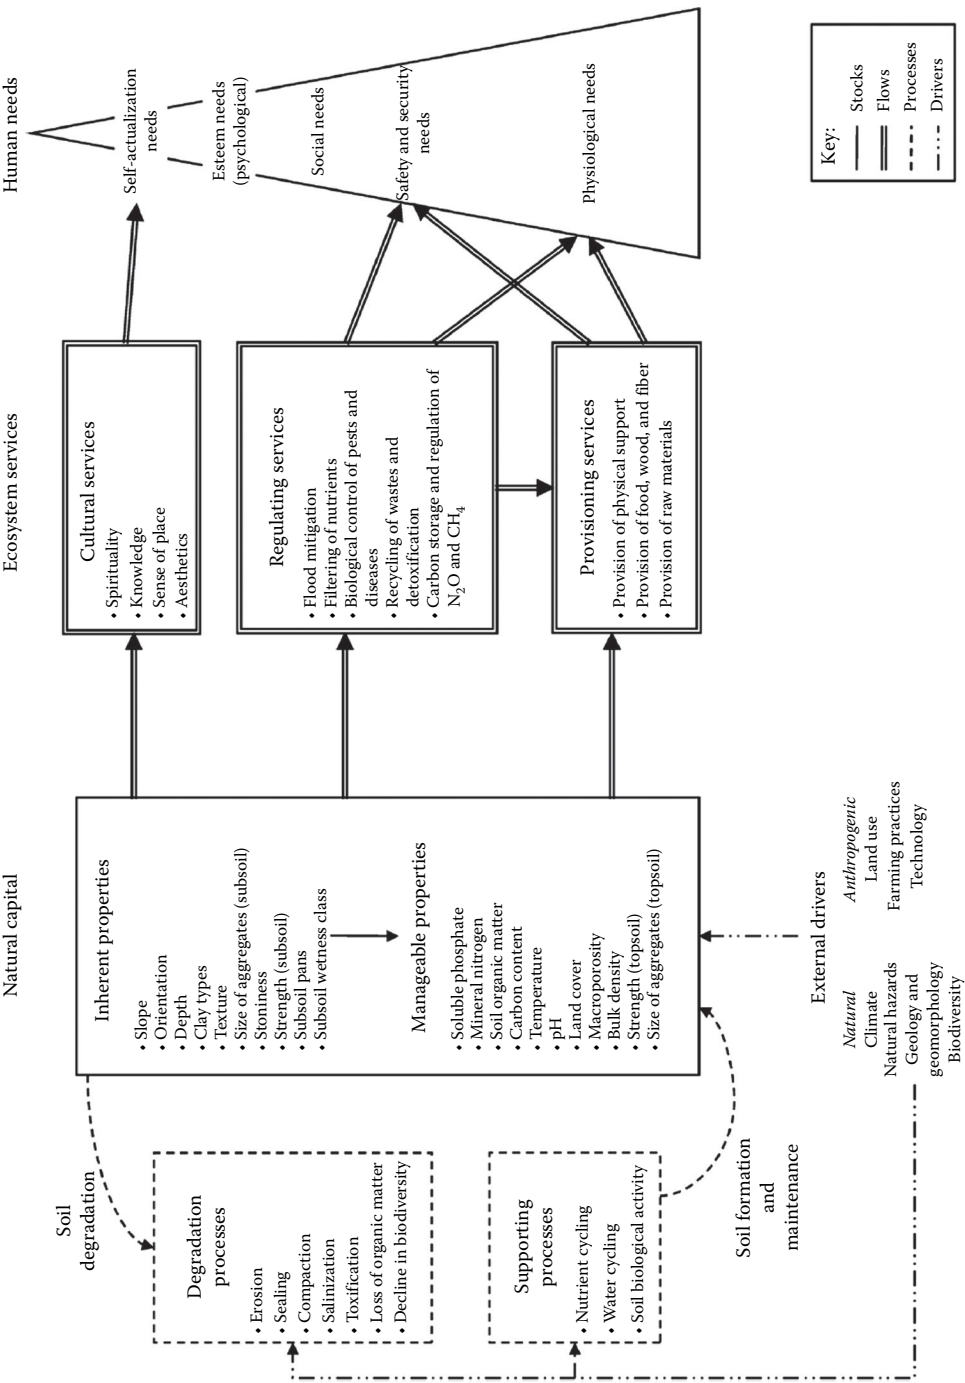 Natural capital
Ecosystem services
Human needs
Soil
degradation
Degradation
processes
• Erosion
• Sealing
• Compaction
• Salinization
• Toxification
• Loss of organic matter
• Decline in biodiversity
Supporting
processes
• Nutrient cycling
• Water cycling
• Soil biological activity
Soil formation
and
maintenance
Inherent properties
• Slope
• Orientation
• Depth
• Clay types
• Texture
• Size of aggregates (subsoil)
• Stoniness
• Strength (subsoil)
• Subsoil pans
• Subsoil wetness class
Manageable properties
• Soluble phosphate
• Mineral nitrogen
• Soil organic matter
• Carbon content
• Temperature
• pH
• Land cover
• Macroporosity
• Bulk density
• Strength (topsoil)
• Size of aggregates (topsoil)
External drivers
Natural
Climate
Natural hazards
Geology and
geomorphology
Biodiversity
Anthropogenic
Land use
Farming practices
Technology
Cultural services
• Spirituality
• Knowledge
• Sense of place
• Aesthetics
Regulating services
• Flood mitigation
• Filtering of nutrients
• Biological control of pests and
diseases
• Recycling of wastes and
detoxification
• Carbon storage and regulation of
N₂O and CH₄
Provisioning services
• Provision of physical support
• Provision of food, wood, and fiber
• Provision of raw materials
Self-actualization
needs
Esteem needs
(psychological)
Social needs
Safety and security
needs
Physiological needs
Key:
Stocks
Flows
Processes
Drivers